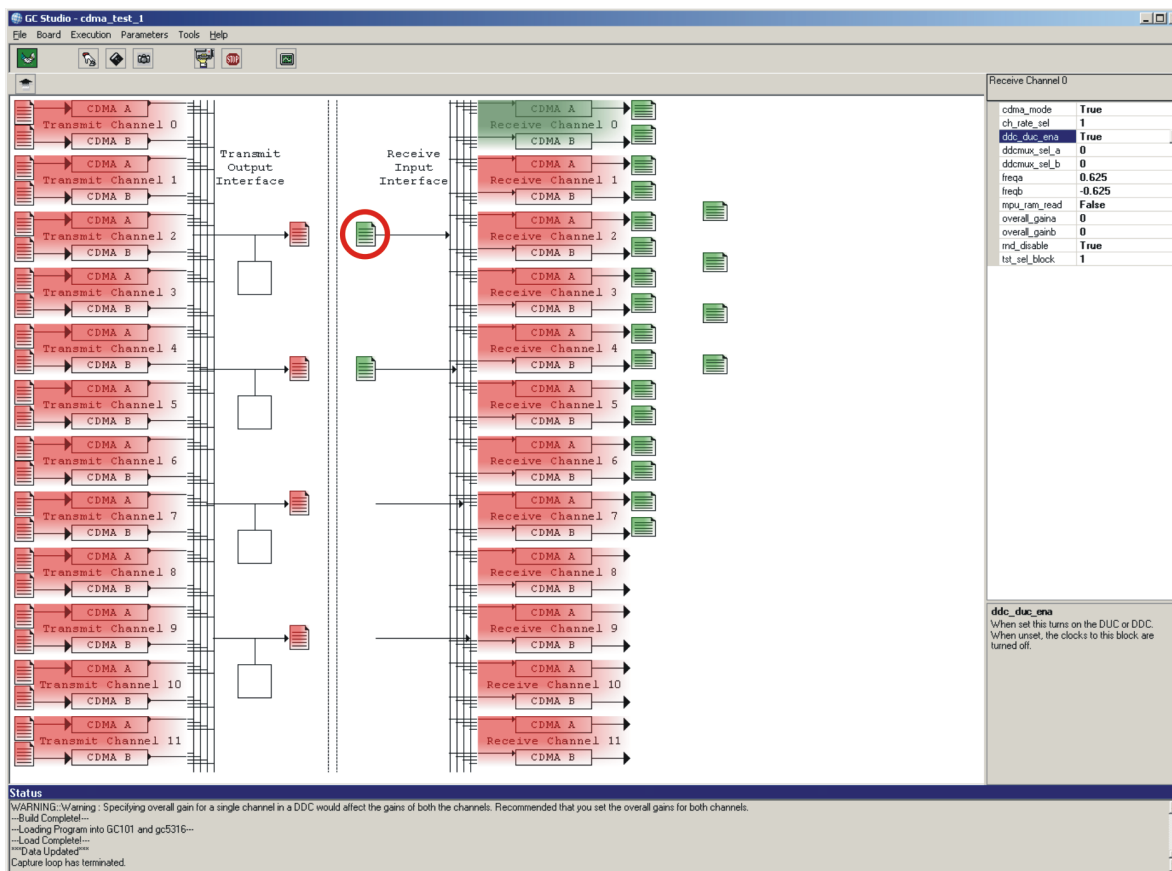 GC Studio - cdma_test_1
File Board Execution Parameters Tools Help
STOP
CDMA A
Transmit Channel 0
CDMA B
CDMA A
Transmit Channel 1
CDMA B
CDMA A
Transmit Channel 2
CDMA B
CDMA A
Transmit Channel 3
CDMA B
CDMA A
Transmit Channel 4
CDMA B
CDMA A
Transmit Channel 5
CDMA B
CDMA A
Transmit Channel 6
CDMA B
CDMA A
Transmit Channel 7
CDMA B
CDMA A
Transmit Channel 8
CDMA B
CDMA A
Transmit Channel 9
CDMA B
CDMA A
Transmit Channel 10
CDMA B
CDMA A
Transmit Channel 11
CDMA B
Transmit
Output
Interface
Receive
Input
Interface
CDMA A
Receive Channel 0
CDMA B
CDMA A
Receive Channel 1
CDMA B
CDMA A
Receive Channel 2
CDMA B
CDMA A
Receive Channel 3
CDMA B
CDMA A
Receive Channel 4
CDMA B
CDMA A
Receive Channel 5
CDMA B
CDMA A
Receive Channel 6
CDMA B
CDMA A
Receive Channel 7
CDMA B
CDMA A
Receive Channel 8
CDMA B
CDMA A
Receive Channel 9
CDMA B
CDMA A
Receive Channel 10
CDMA B
CDMA A
Receive Channel 11
CDMA B
Receive Channel 0
cdma_mode True
ch_rate_sel 1
ddc_duc_ena True
ddcmux_sel_a 0
ddcmux_sel_b 0
freqa 0.625
freqb -0.625
mpu_ram_read False
overall_gaina 0
overall_gainb 0
rnd_disable True
tst_sel_block 1
ddc_duc_ena
When set this turns on the DUC or DDC.
When unset, the clocks to this block are
turned off.
Status
WARNING::Warning : Specifying overall gain for a single channel in a DDC would affect the gains of both the channels. Recommended that you set the overall gains for both channels.
---Build Complete!---
---Loading Program into GC101 and gc5316---
---Load Complete!---
***Data Updated***
Capture loop has terminated.